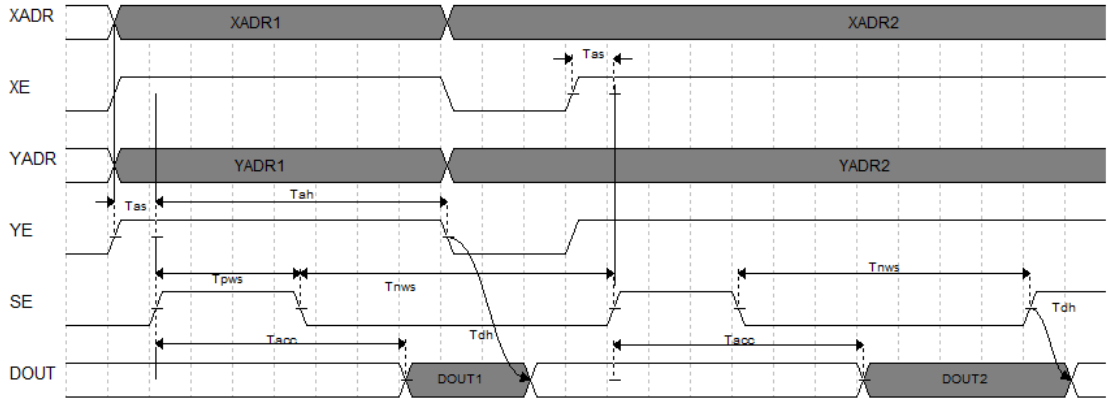 XADR XADR1 XADR2
Tas
XE
YADR YADR1 YADR2
Tah
Tas
YE
Tpws Tnws Tnws
SE
Tdh Tdh
Tacc Tacc
DOUT DOUT1 DOUT2